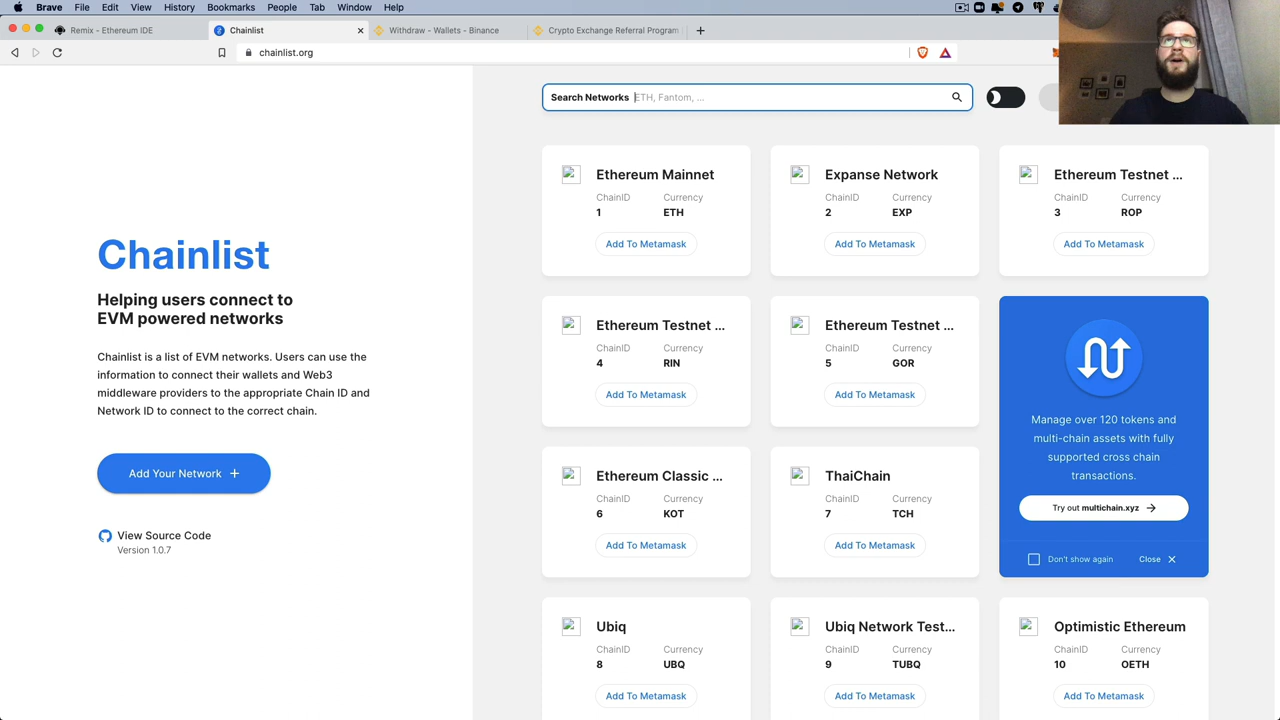 Brave File Edit View History Bookmarks People Tab Window Help
Remix - Ethereum IDE
Chainlist
Withdraw - Wallets - Binance
Crypto Exchange Referral Program
chainlist.org
Search Networks ETH, Fantom, ...
Chainlist
Helping users connect to
EVM powered networks
Chainlist is a list of EVM networks. Users can use the
information to connect their wallets and Web3
middleware providers to the appropriate Chain ID and
Network ID to connect to the correct chain.
Add Your Network +
View Source Code
Version 1.0.7
Ethereum Mainnet
ChainID Currency
1 ETH
Add To Metamask
Expanse Network
ChainID Currency
2 EXP
Add To Metamask
Ethereum Testnet ...
ChainID Currency
3 ROP
Add To Metamask
Ethereum Testnet ...
ChainID Currency
4 RIN
Add To Metamask
Ethereum Testnet ...
ChainID Currency
5 GOR
Add To Metamask
Manage over 120 tokens and
multi-chain assets with fully
supported cross chain
transactions.
Try out multichain.xyz
Don't show again Close
Ethereum Classic ...
ChainID Currency
6 KOT
Add To Metamask
ThaiChain
ChainID Currency
7 TCH
Add To Metamask
Ubiq
ChainID Currency
8 UBQ
Add To Metamask
Ubiq Network Test...
ChainID Currency
9 TUBQ
Add To Metamask
Optimistic Ethereum
ChainID Currency
10 OETH
Add To Metamask